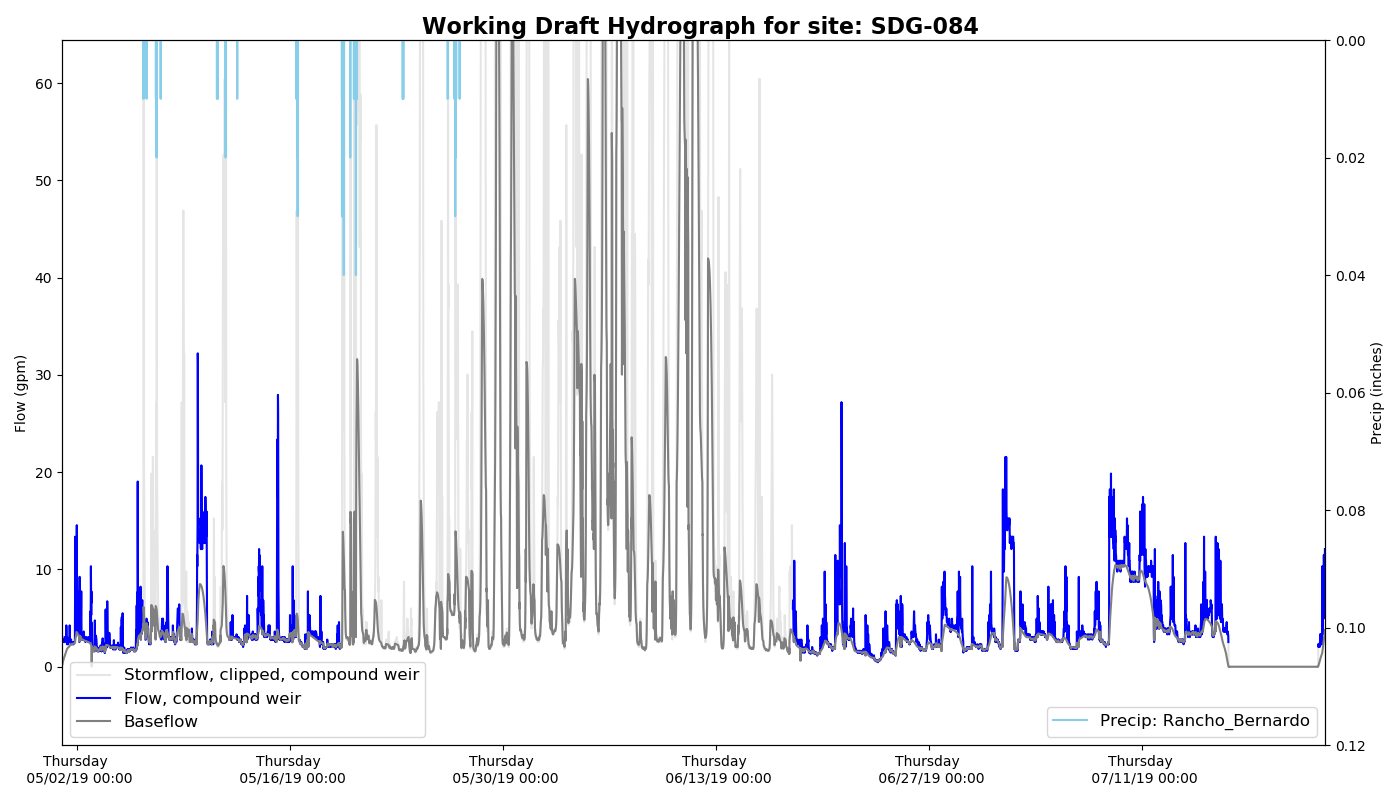 Working Draft Hydrograph for site: SDG-084
60
50
40
30
20
10
0
Flow (gpm)
0.00
0.02
0.04
0.06
0.08
0.10
0.12
Precip (inches)
Stormflow, clipped, compound weir
Flow, compound weir
Baseflow
Precip: Rancho_Bernardo
Thursday
05/02/19 00:00
Thursday
05/16/19 00:00
Thursday
05/30/19 00:00
Thursday
06/13/19 00:00
Thursday
06/27/19 00:00
Thursday
07/11/19 00:00